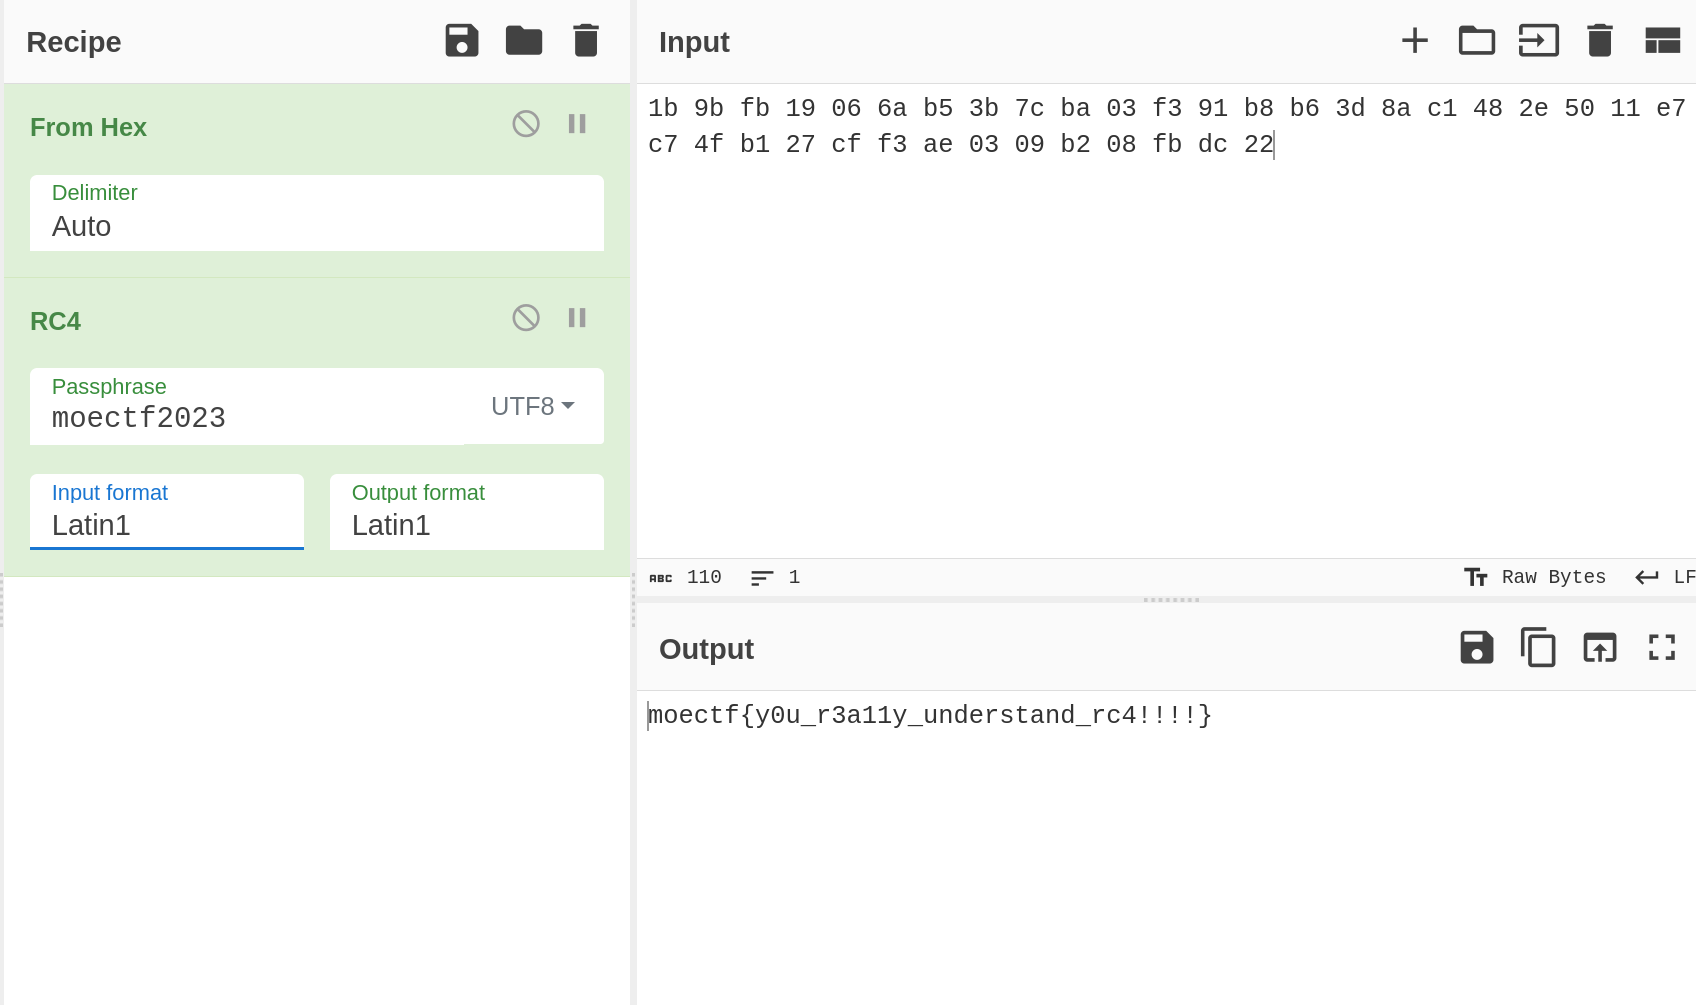 Recipe
From Hex
Delimiter
Auto
RC4
Passphrase
moectf2023
UTF8
Input format
Latin1
Output format
Latin1
Input
1b 9b fb 19 06 6a b5 3b 7c ba 03 f3 91 b8 b6 3d 8a c1 48 2e 50 11 e7
c7 4f b1 27 cf f3 ae 03 09 b2 08 fb dc 22
ABC 110 1 Raw Bytes LF
Output
moectf{y0u_r3a11y_understand_rc4!!!!}